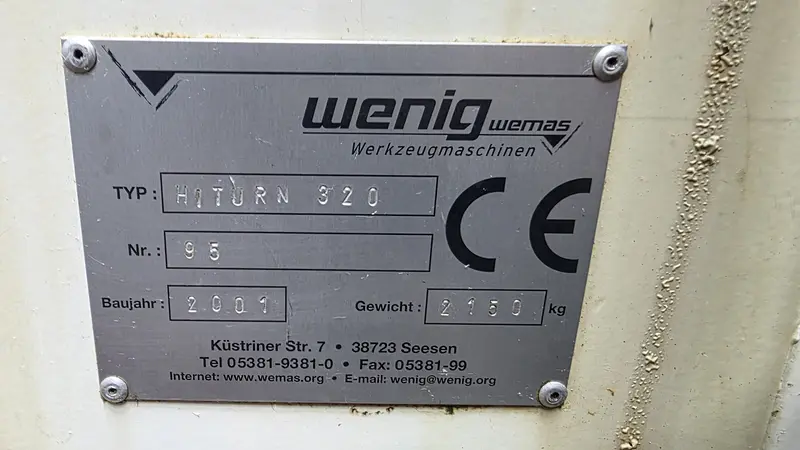 wenig wemas
Werkzeugmaschinen
TYP: HiTURN 320
Nr.: 95
CE
Baujahr: 2001 Gewicht: 2150 kg
Küstriner Str. 7 • 38723 Seesen
Tel 05381-9381-0 • Fax: 05381-99
Internet: www.wemas.org • E-mail: wenig@wenig.org